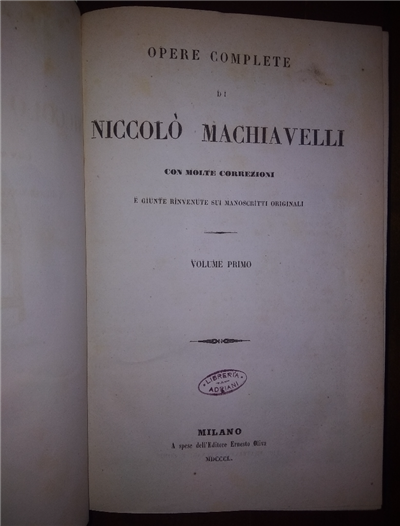 OPERE COMPLETE
DI
NICCOLÒ MACHIAVELLI
CON MOLTE CORREZIONI
E GIUNTE RINVENUTE SUI MANOSCRITTI ORIGINALI
VOLUME PRIMO
LIBRERIA
ADRIANI
MILANO
A spese dell'Editore Ernesto Oliva
MDCCCL.